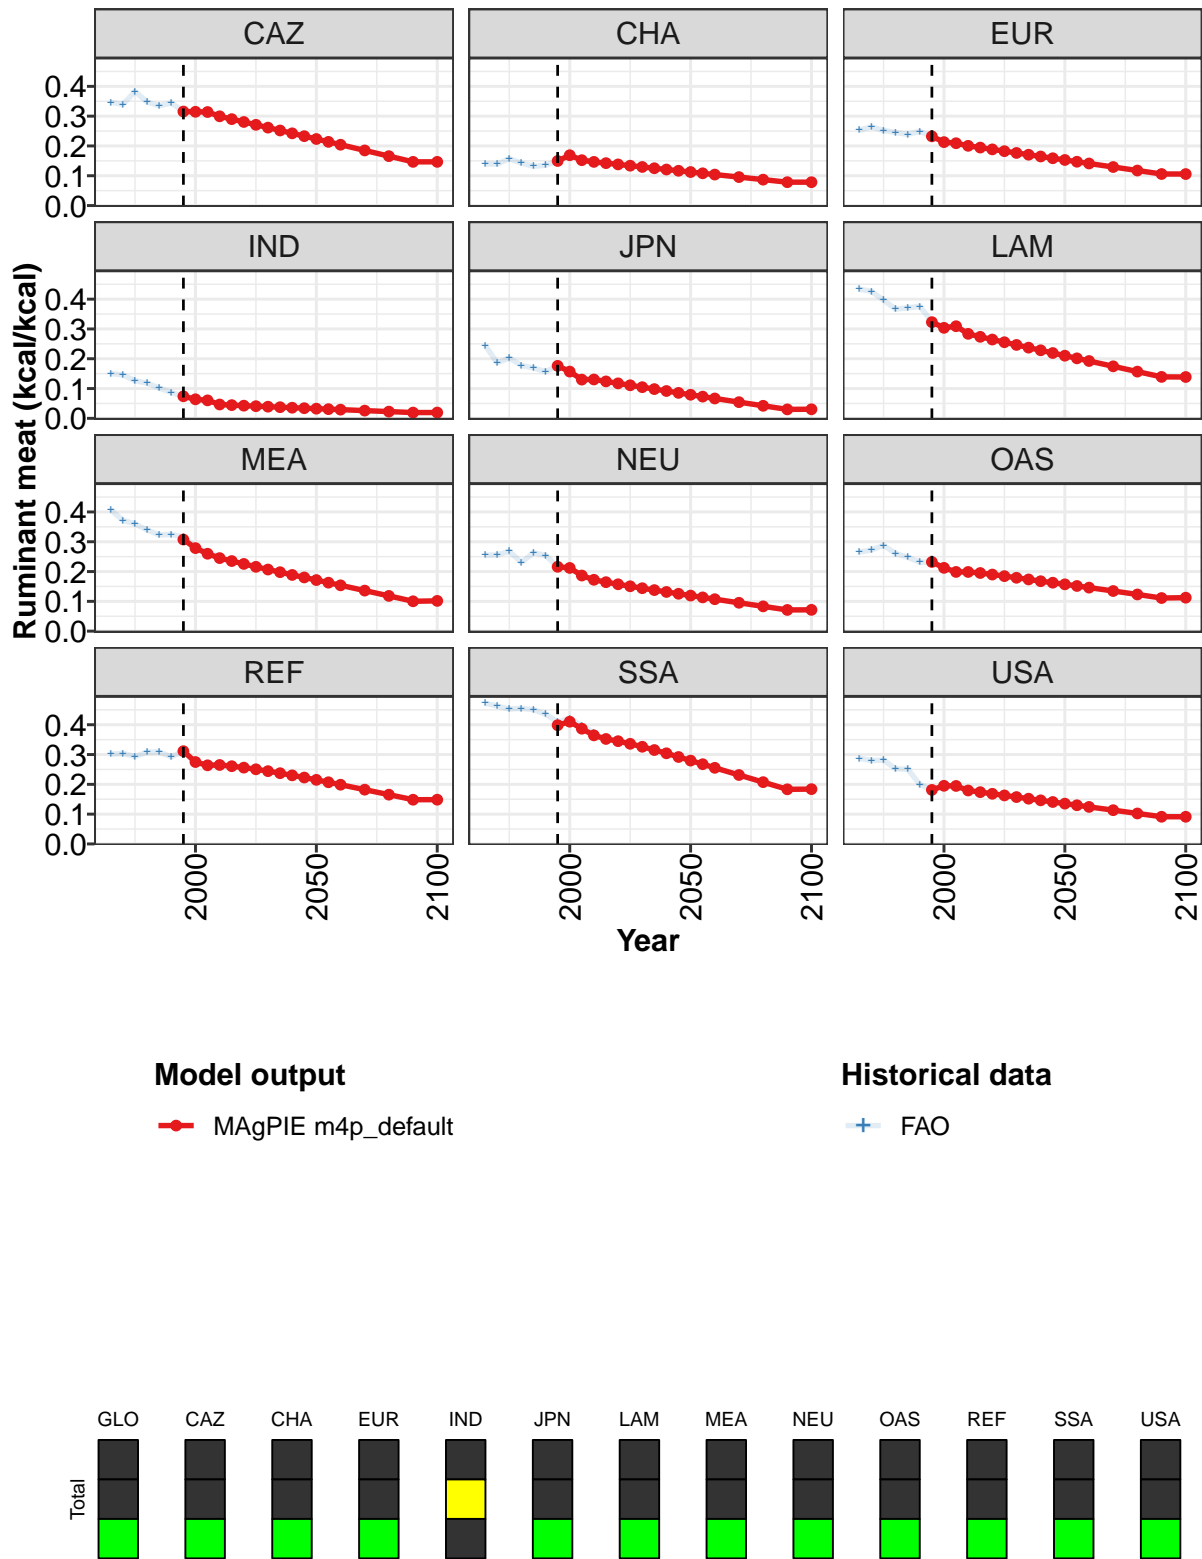 CAZ CHA EUR
0.4
0.3
0.2
0.1
0.0
IND JPN LAM
0.4
0.3
0.2
0.1
0.0
Ruminant meat (kcal/kcal)
MEA NEU OAS
0.4
0.3
0.2
0.1
0.0
REF SSA USA
0.4
0.3
0.2
0.1
0.0
2000 2050 2100 2000 2050 2100 2000 2050 2100
Year
Model output
MAgPIE m4p_default
Historical data
FAO
GLO CAZ CHA EUR IND JPN LAM MEA NEU OAS REF SSA USA
Total